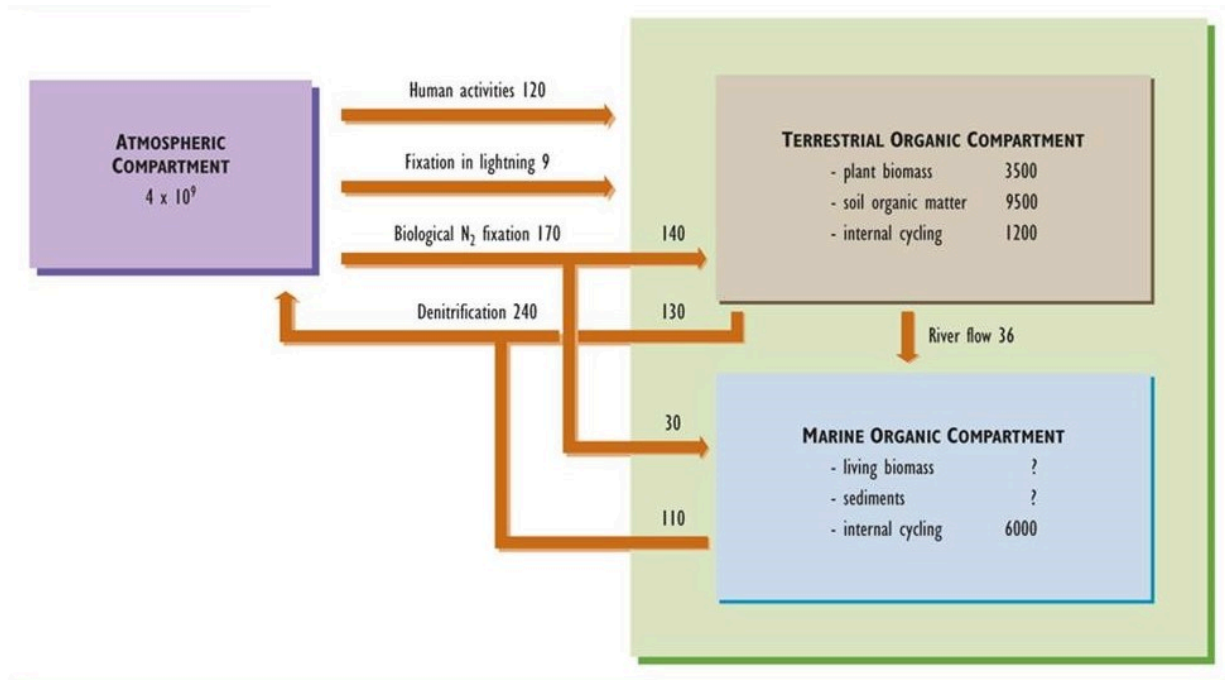 Human activities 120
ATMOSPHERIC
COMPARTMENT
4 x 10⁹
Fixation in lightning 9
Biological N₂ fixation 170
140
Denitrification 240
130
30
110
TERRESTRIAL ORGANIC COMPARTMENT
- plant biomass 3500
- soil organic matter 9500
- internal cycling 1200
River flow 36
MARINE ORGANIC COMPARTMENT
- living biomass ?
- sediments ?
- internal cycling 6000